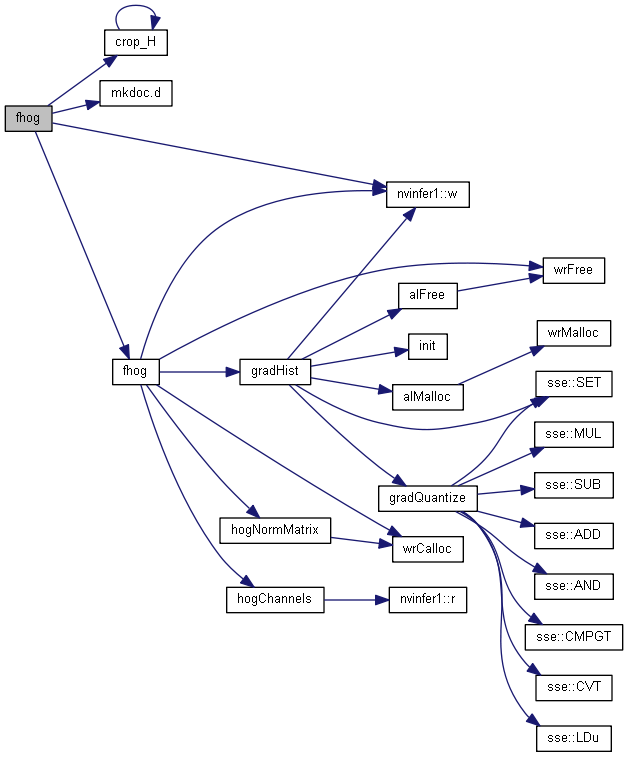 crop_H
mkdoc.d
fhog
nvinfer1::w
wrFree
alFree
wrMalloc
init
fhog
gradHist
sse::SET
alMalloc
sse::MUL
sse::SUB
gradQuantize
hogNormMatrix
sse::ADD
wrCalloc
sse::AND
hogChannels
nvinfer1::r
sse::CMPGT
sse::CVT
sse::LDu